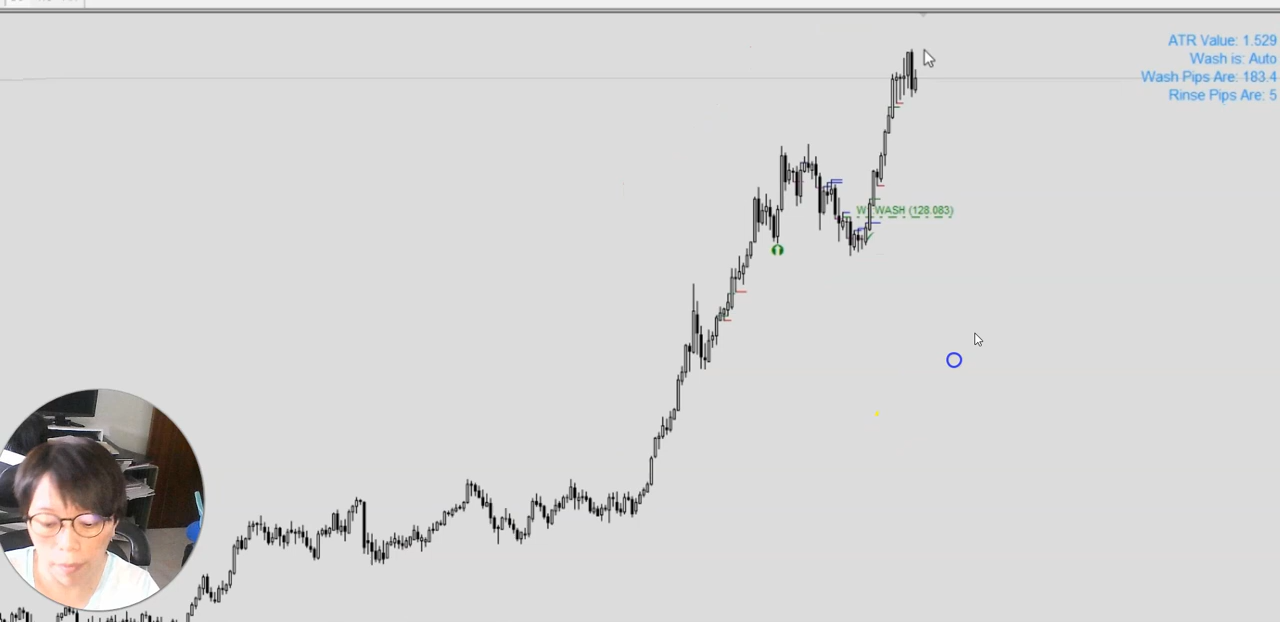 ATR Value: 1.529
Wash is: Auto
Wash Pips Are: 183.4
Rinse Pips Are: 5
WASH (128.083)